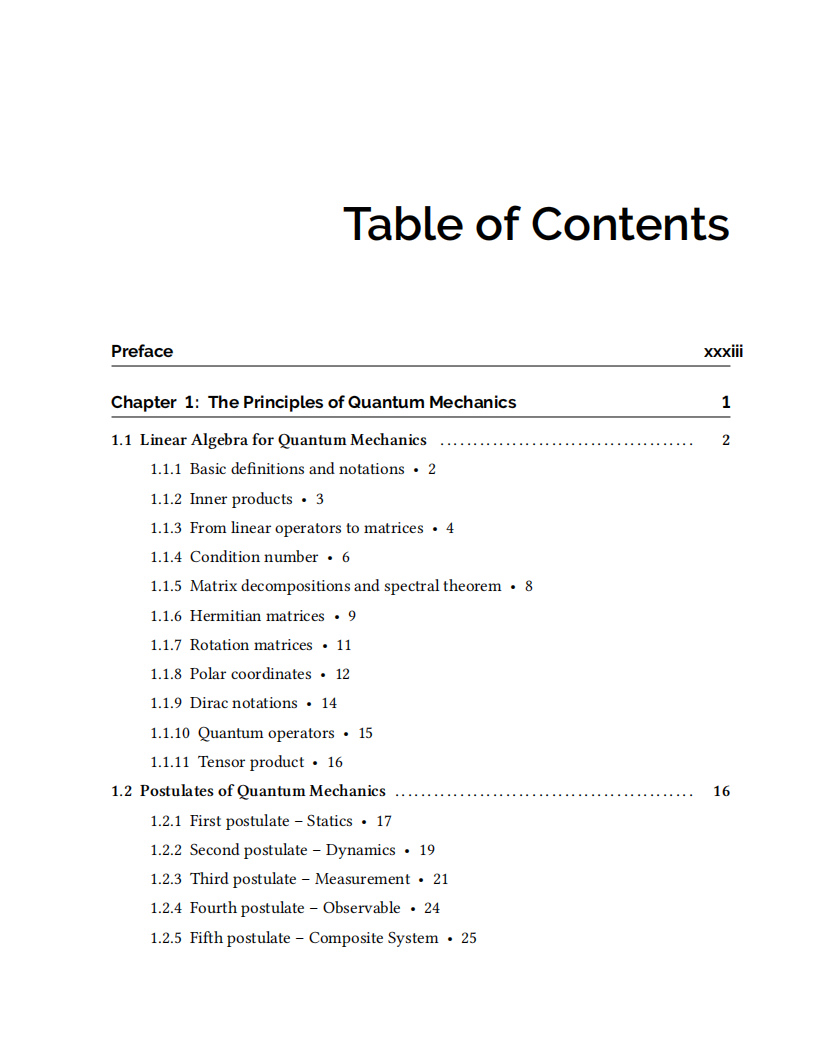 Table of Contents
Preface xxxiii
Chapter 1: The Principles of Quantum Mechanics 1
1.1 Linear Algebra for Quantum Mechanics ..................................... 2
1.1.1 Basic definitions and notations • 2
1.1.2 Inner products • 3
1.1.3 From linear operators to matrices • 4
1.1.4 Condition number • 6
1.1.5 Matrix decompositions and spectral theorem • 8
1.1.6 Hermitian matrices • 9
1.1.7 Rotation matrices • 11
1.1.8 Polar coordinates • 12
1.1.9 Dirac notations • 14
1.1.10 Quantum operators • 15
1.1.11 Tensor product • 16
1.2 Postulates of Quantum Mechanics ............................................ 16
1.2.1 First postulate – Statics • 17
1.2.2 Second postulate – Dynamics • 19
1.2.3 Third postulate – Measurement • 21
1.2.4 Fourth postulate – Observable • 24
1.2.5 Fifth postulate – Composite System • 25